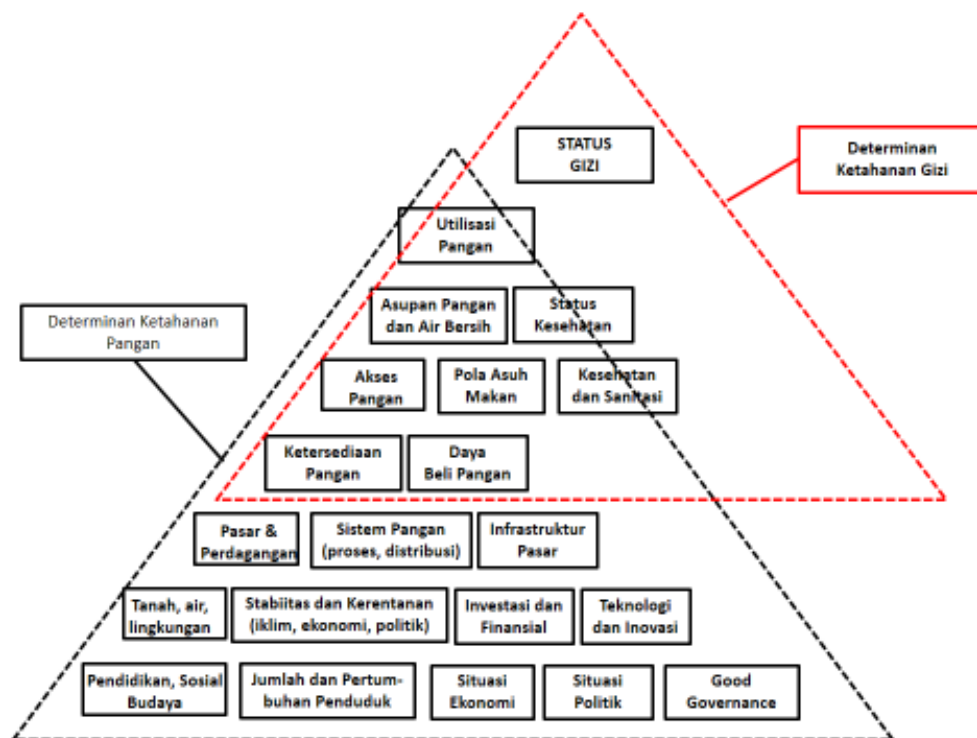 STATUS
GIZI
Determinan
Ketahanan Gizi
Utilisasi
Pangan
Determinan Ketahanan
Pangan
Asupan Pangan
dan Air Bersih
Status
Kesehatan
Akses
Pangan
Pola Asuh
Makan
Kesehatan
dan Sanitasi
Ketersediaan
Pangan
Daya
Beli Pangan
Pasar &
Perdagangan
Sistem Pangan
(proses, distribusi)
Infrastruktur
Pasar
Tanah, air,
lingkungan
Stabiitas dan Kerentanan
(iklim, ekonomi, politik)
Investasi dan
Finansial
Teknologi
dan Inovasi
Pendidikan, Sosial
Budaya
Jumlah dan Pertum-
buhan Penduduk
Situasi
Ekonomi
Situasi
Politik
Good
Governance